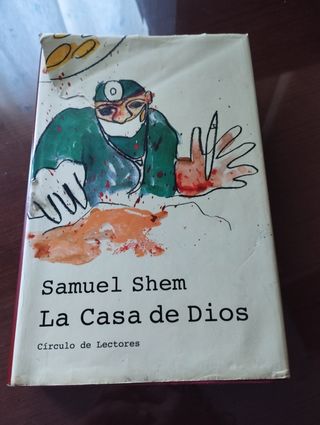 Samuel Shem
La Casa de Dios
Círculo de Lectores